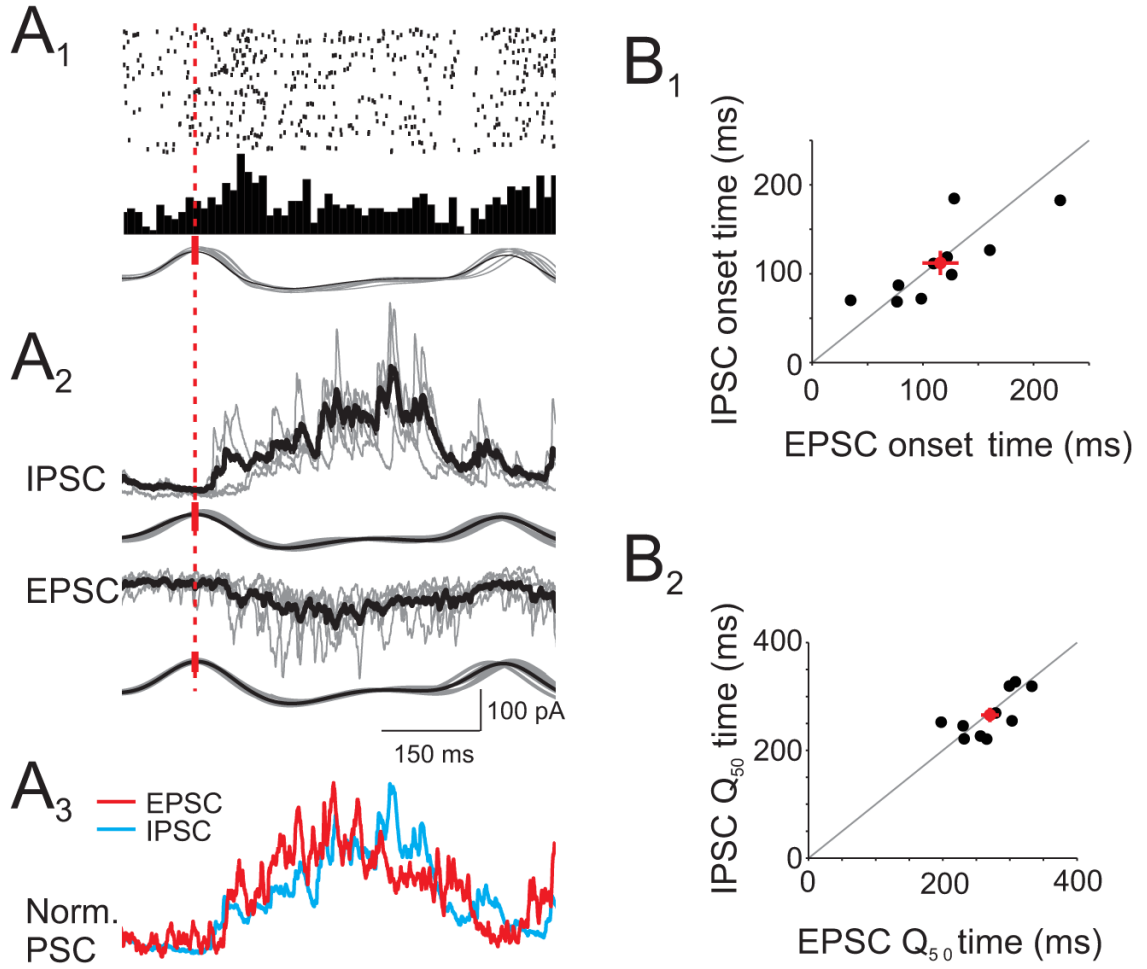 A1
A2
IPSC
EPSC
100 pA
150 ms
A3
EPSC
IPSC
Norm.
PSC
B1
IPSC onset time (ms)
200
100
0
0
100
200
EPSC onset time (ms)
B2
IPSC Q50 time (ms)
400
200
0
0
200
400
EPSC Q50 time (ms)